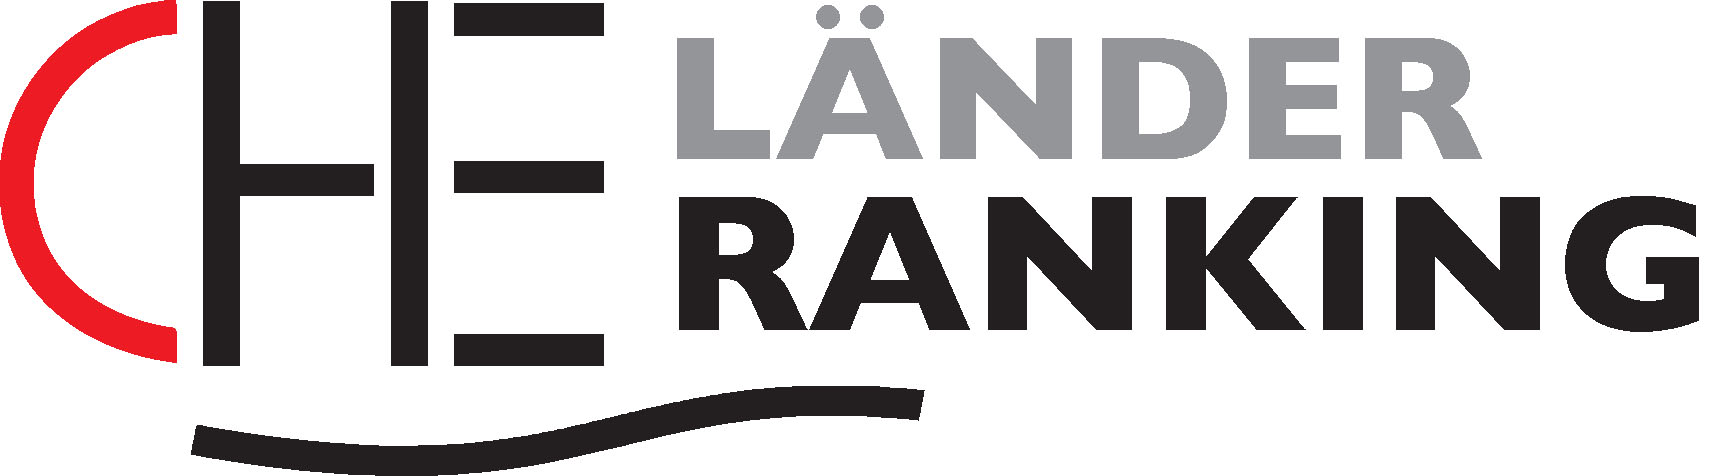 CHE
LÄNDER
RANKING